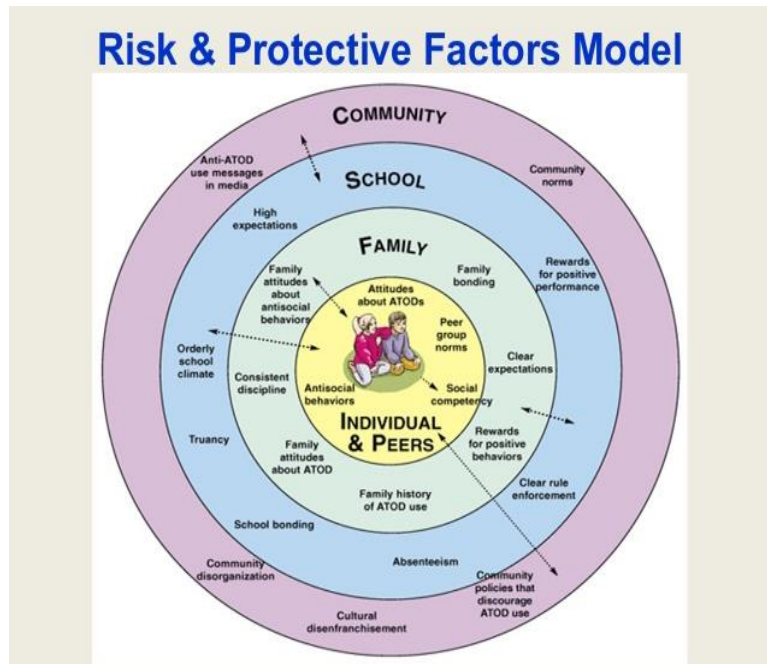 Risk & Protective Factors Model
COMMUNITY
Anti-ATOD
use messages
in media
Community
norms
SCHOOL
High
expectations
Rewards
for positive
performance
FAMILY
Family
attitudes
about
antisocial
behaviors
Family
bonding
Attitudes
about ATODs
Peer
group
norms
Orderly
school
climate
Consistent
discipline
Clear
expectations
Antisocial
behaviors
Social
competency
INDIVIDUAL
& PEERS
Truancy
Family
attitudes
about ATOD
Rewards
for positive
behaviors
Family history
of ATOD use
Clear rule
enforcement
School bonding
Absenteeism
Community
disorganization
Community
policies that
discourage
ATOD use
Cultural
disenfranchisement